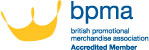 bpma
british promotional
merchandise association
Accredited Member